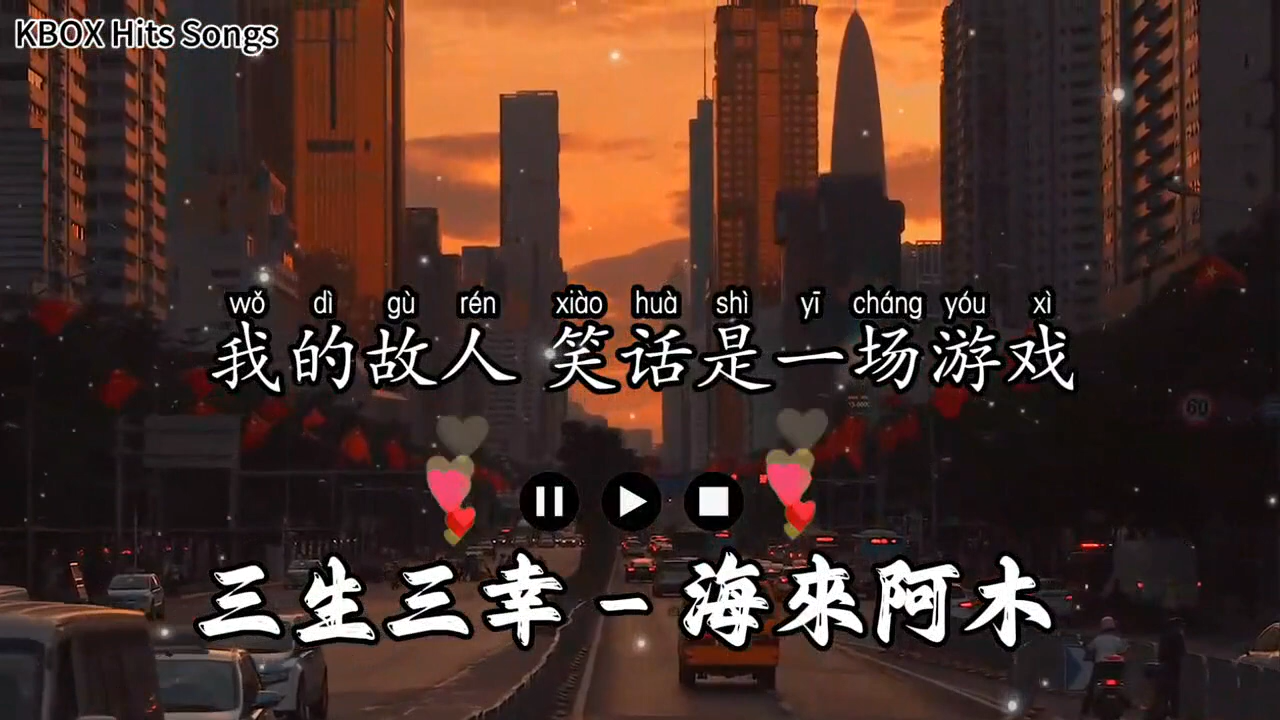 KBOX Hits Songs
wǒ dì gù rén xiào huà shì yī cháng yóu xì
我的故人 笑话是一场游戏
60
三生三幸 - 海來阿木